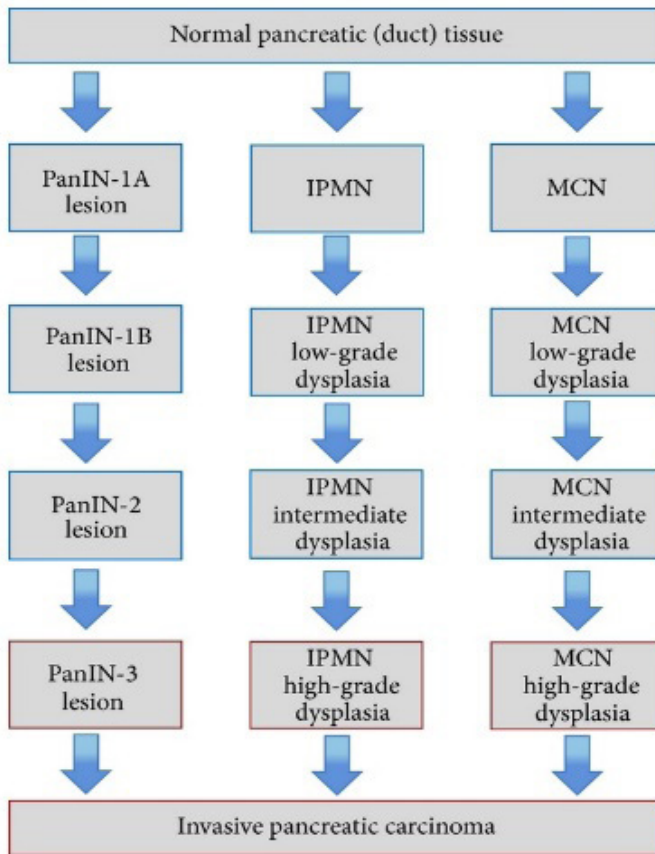 Normal pancreatic (duct) tissue
PanIN-1A
lesion
IPMN
MCN
PanIN-1B
lesion
IPMN
low-grade
dysplasia
MCN
low-grade
dysplasia
PanIN-2
lesion
IPMN
intermediate
dysplasia
MCN
intermediate
dysplasia
PanIN-3
lesion
IPMN
high-grade
dysplasia
MCN
high-grade
dysplasia
Invasive pancreatic carcinoma